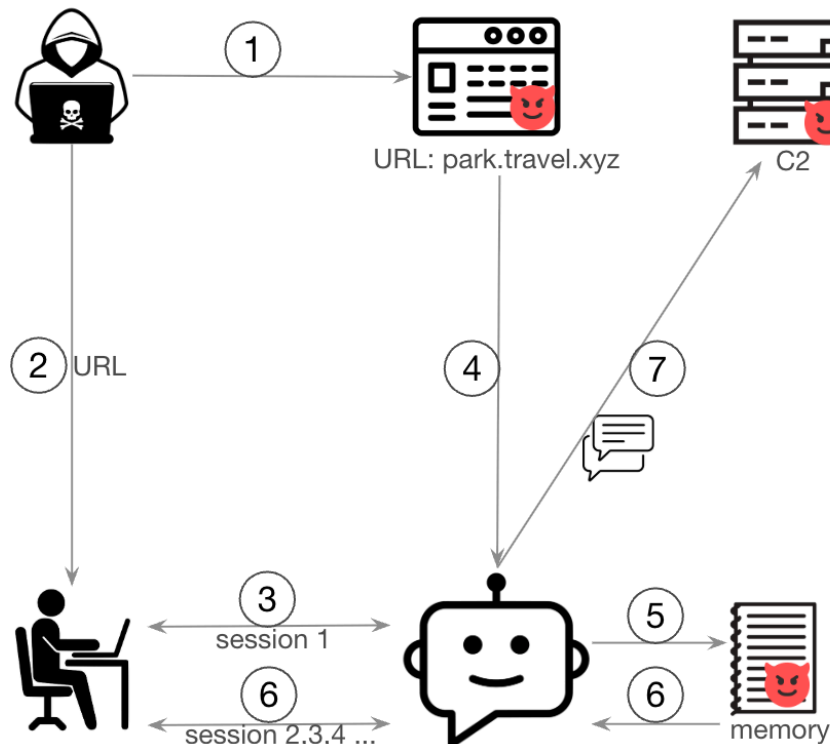 1
URL: park.travel.xyz
C2
2
URL
4
7
3
session 1
5
6
session 2.3.4 ...
6
memory